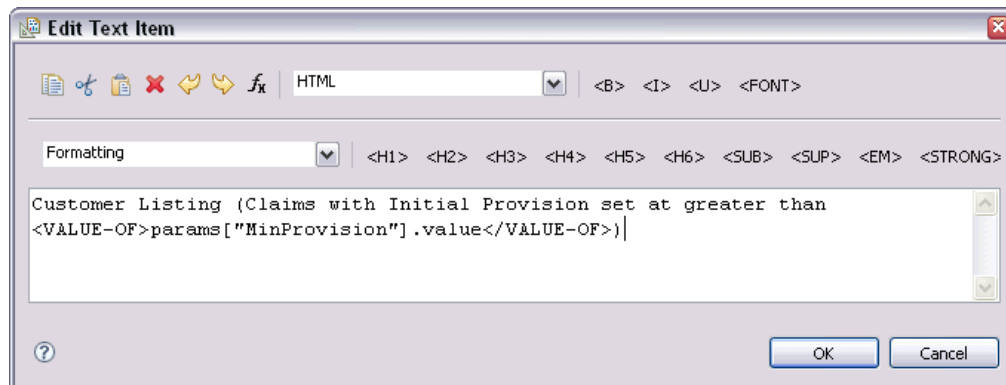 Edit Text Item
fx HTML <B> <I> <U> <FONT>
Formatting <H1> <H2> <H3> <H4> <H5> <H6> <SUB> <SUP> <EM> <STRONG>
Customer Listing (Claims with Initial Provision set at greater than
<VALUE-OF>params["MinProvision"].value</VALUE-OF>)
? OK Cancel